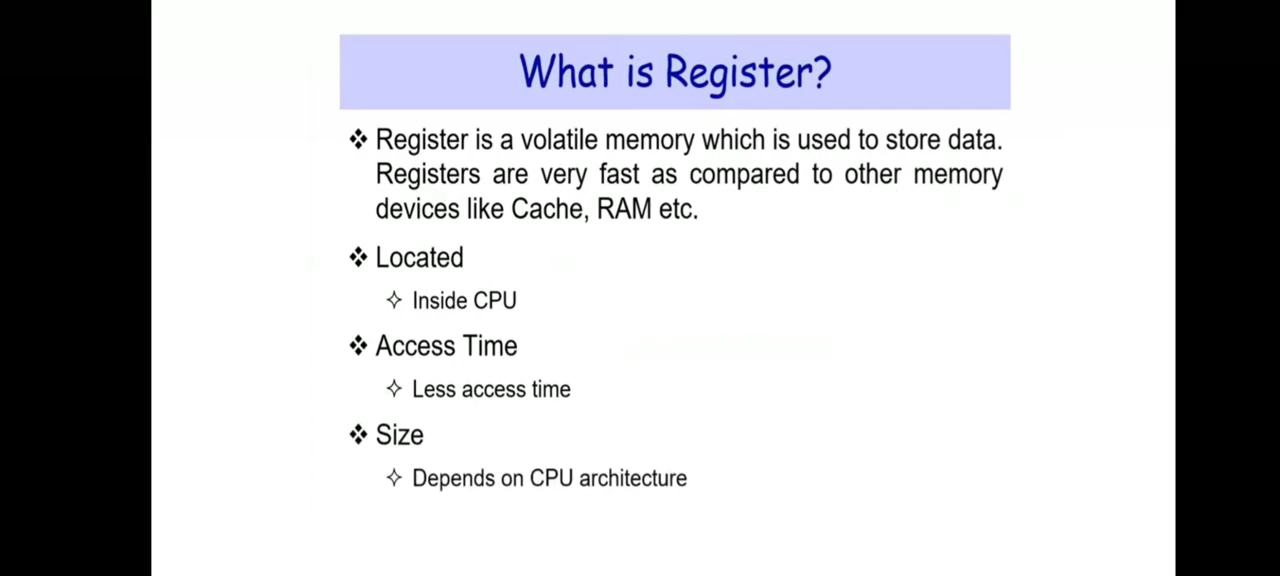 What is Register?
Register is a volatile memory which is used to store data.
Registers are very fast as compared to other memory
devices like Cache, RAM etc.
Located
Inside CPU
Access Time
Less access time
Size
Depends on CPU architecture